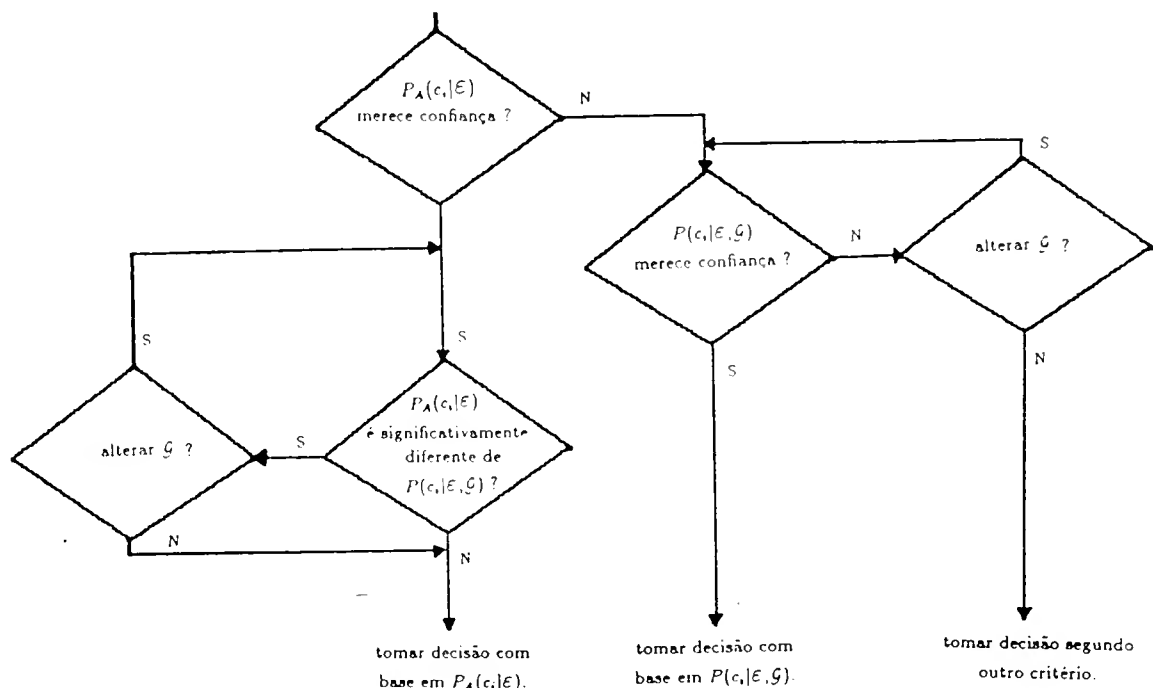 P_A(c_i|ℰ)
merece confiança ?
N
S
P(c_i|ℰ,𝒢)
merece confiança ?
N
alterar 𝒢 ?
S
S
P_A(c_i|ℰ)
é significativamente
diferente de
P(c_i|ℰ,𝒢) ?
S
alterar 𝒢 ?
S
N
N
N
tomar decisão com
base em P_A(c_i|ℰ).
tomar decisão com
base em P(c_i|ℰ,𝒢).
tomar decisão segundo
outro critério.